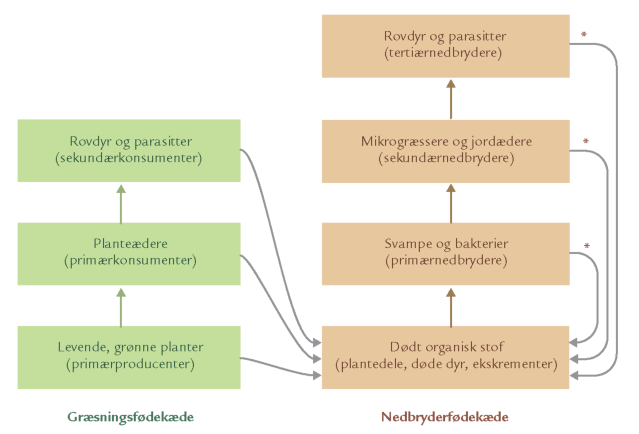 Rovdyr og parasitter
(tertiærnedbrydere)
*
Rovdyr og parasitter
(sekundærkonsumenter)
Mikrogræssere og jordædere
(sekundærnedbrydere)
*
Planteædere
(primærkonsumenter)
Svampe og bakterier
(primærnedbrydere)
*
Levende, grønne planter
(primærproducenter)
Dødt organisk stof
(plantedele, døde dyr, ekskrementer)
Græsningsfødekæde
Nedbryderfødekæde